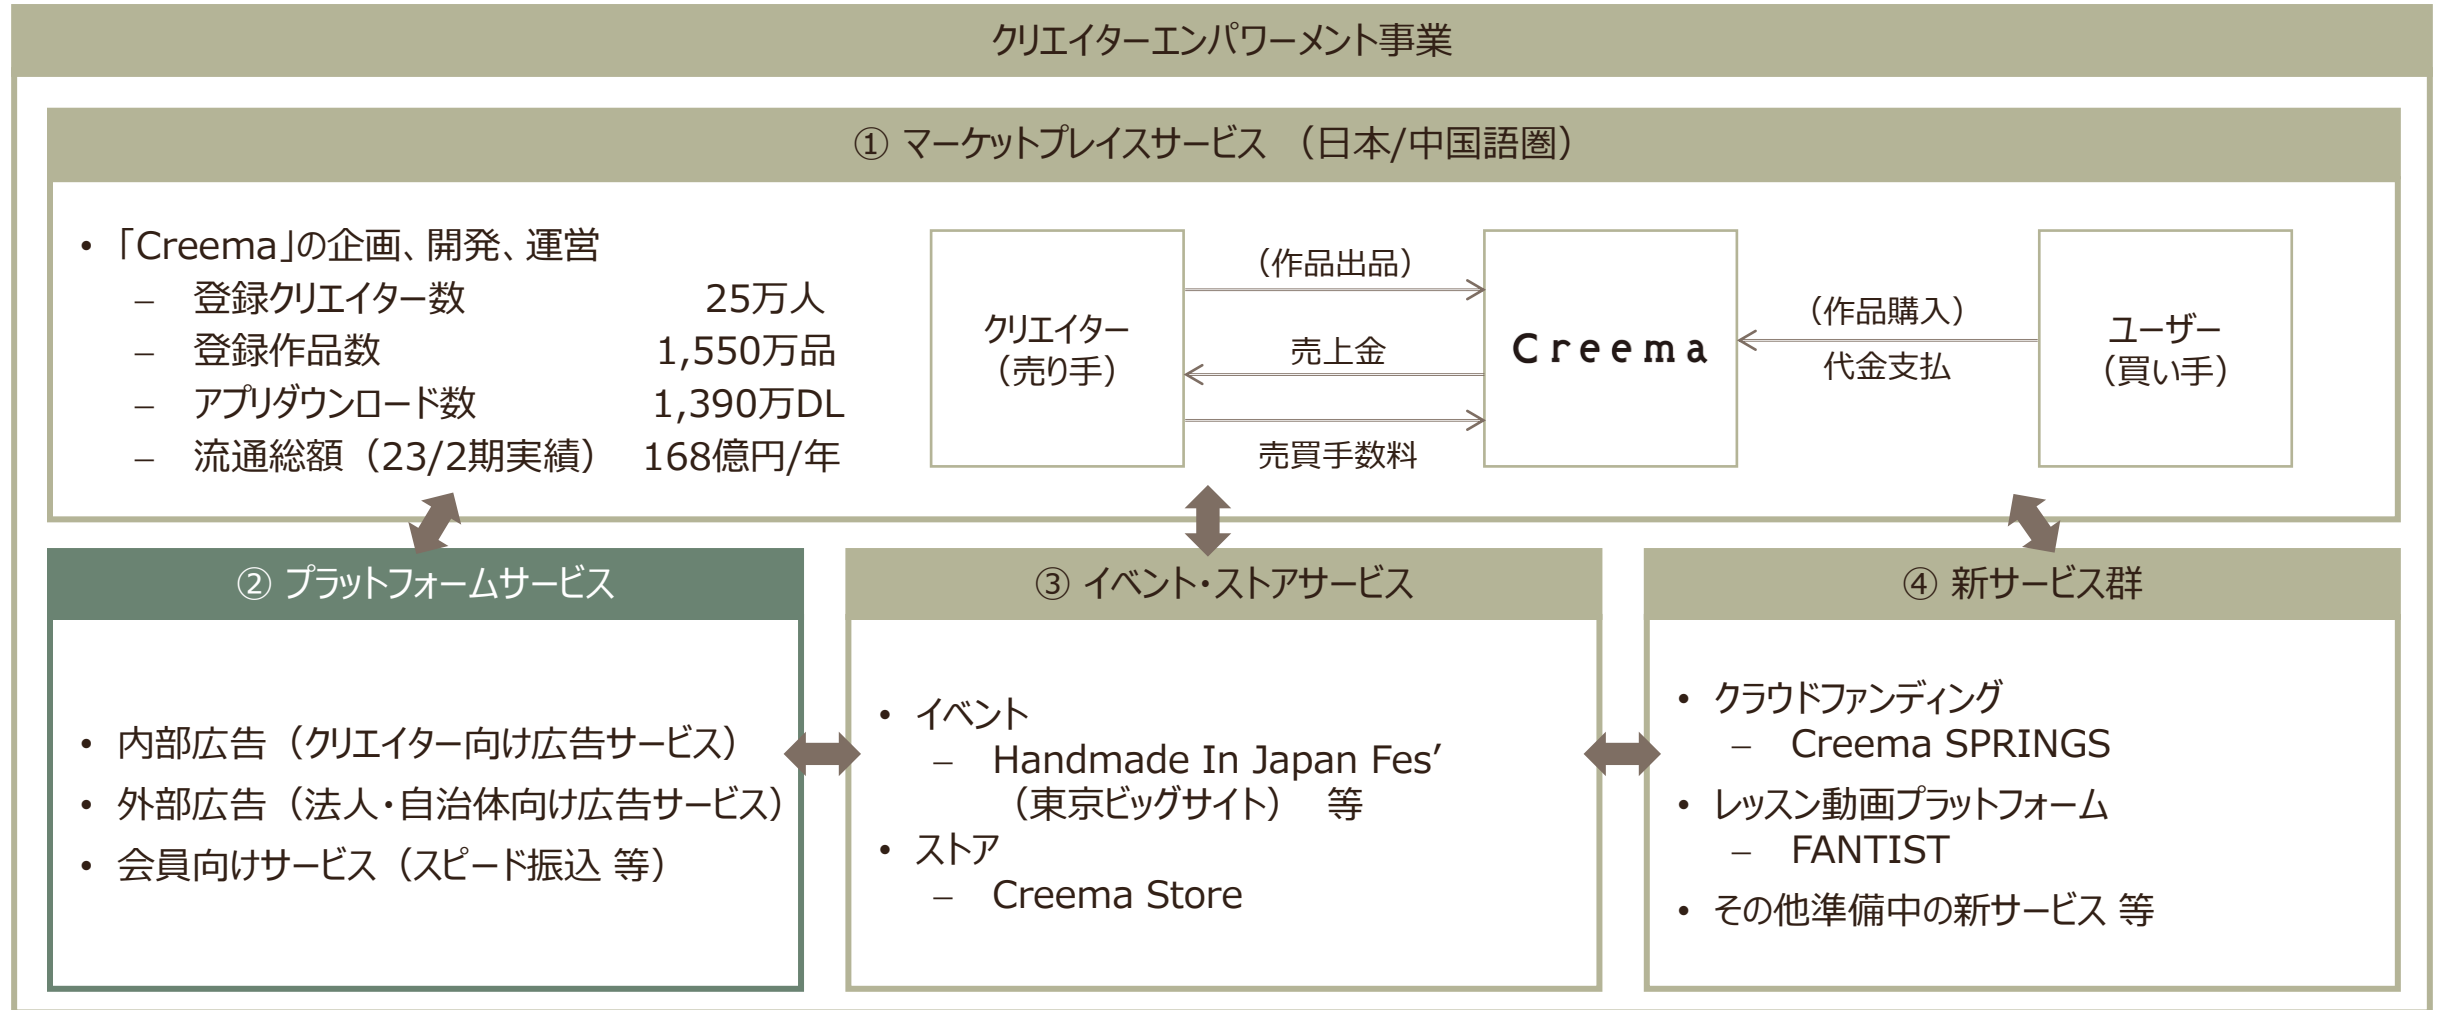 クリエイターエンパワーメント事業
① マーケットプレイスサービス （日本/中国語圏）
• 「Creema」の企画、開発、運営
– 登録クリエイター数 25万人
– 登録作品数 1,550万品
– アプリダウンロード数 1,390万DL
– 流通総額（23/2期実績） 168億円/年
クリエイター
（売り手）
（作品出品）
売上金
売買手数料
Creema
（作品購入）
代金支払
ユーザー
（買い手）
② プラットフォームサービス
• 内部広告（クリエイター向け広告サービス）
• 外部広告（法人・自治体向け広告サービス）
• 会員向けサービス（スピード振込 等）
③ イベント・ストアサービス
• イベント
– Handmade In Japan Fes’
（東京ビッグサイト） 等
• ストア
– Creema Store
④ 新サービス群
• クラウドファンディング
– Creema SPRINGS
• レッスン動画プラットフォーム
– FANTIST
• その他準備中の新サービス 等